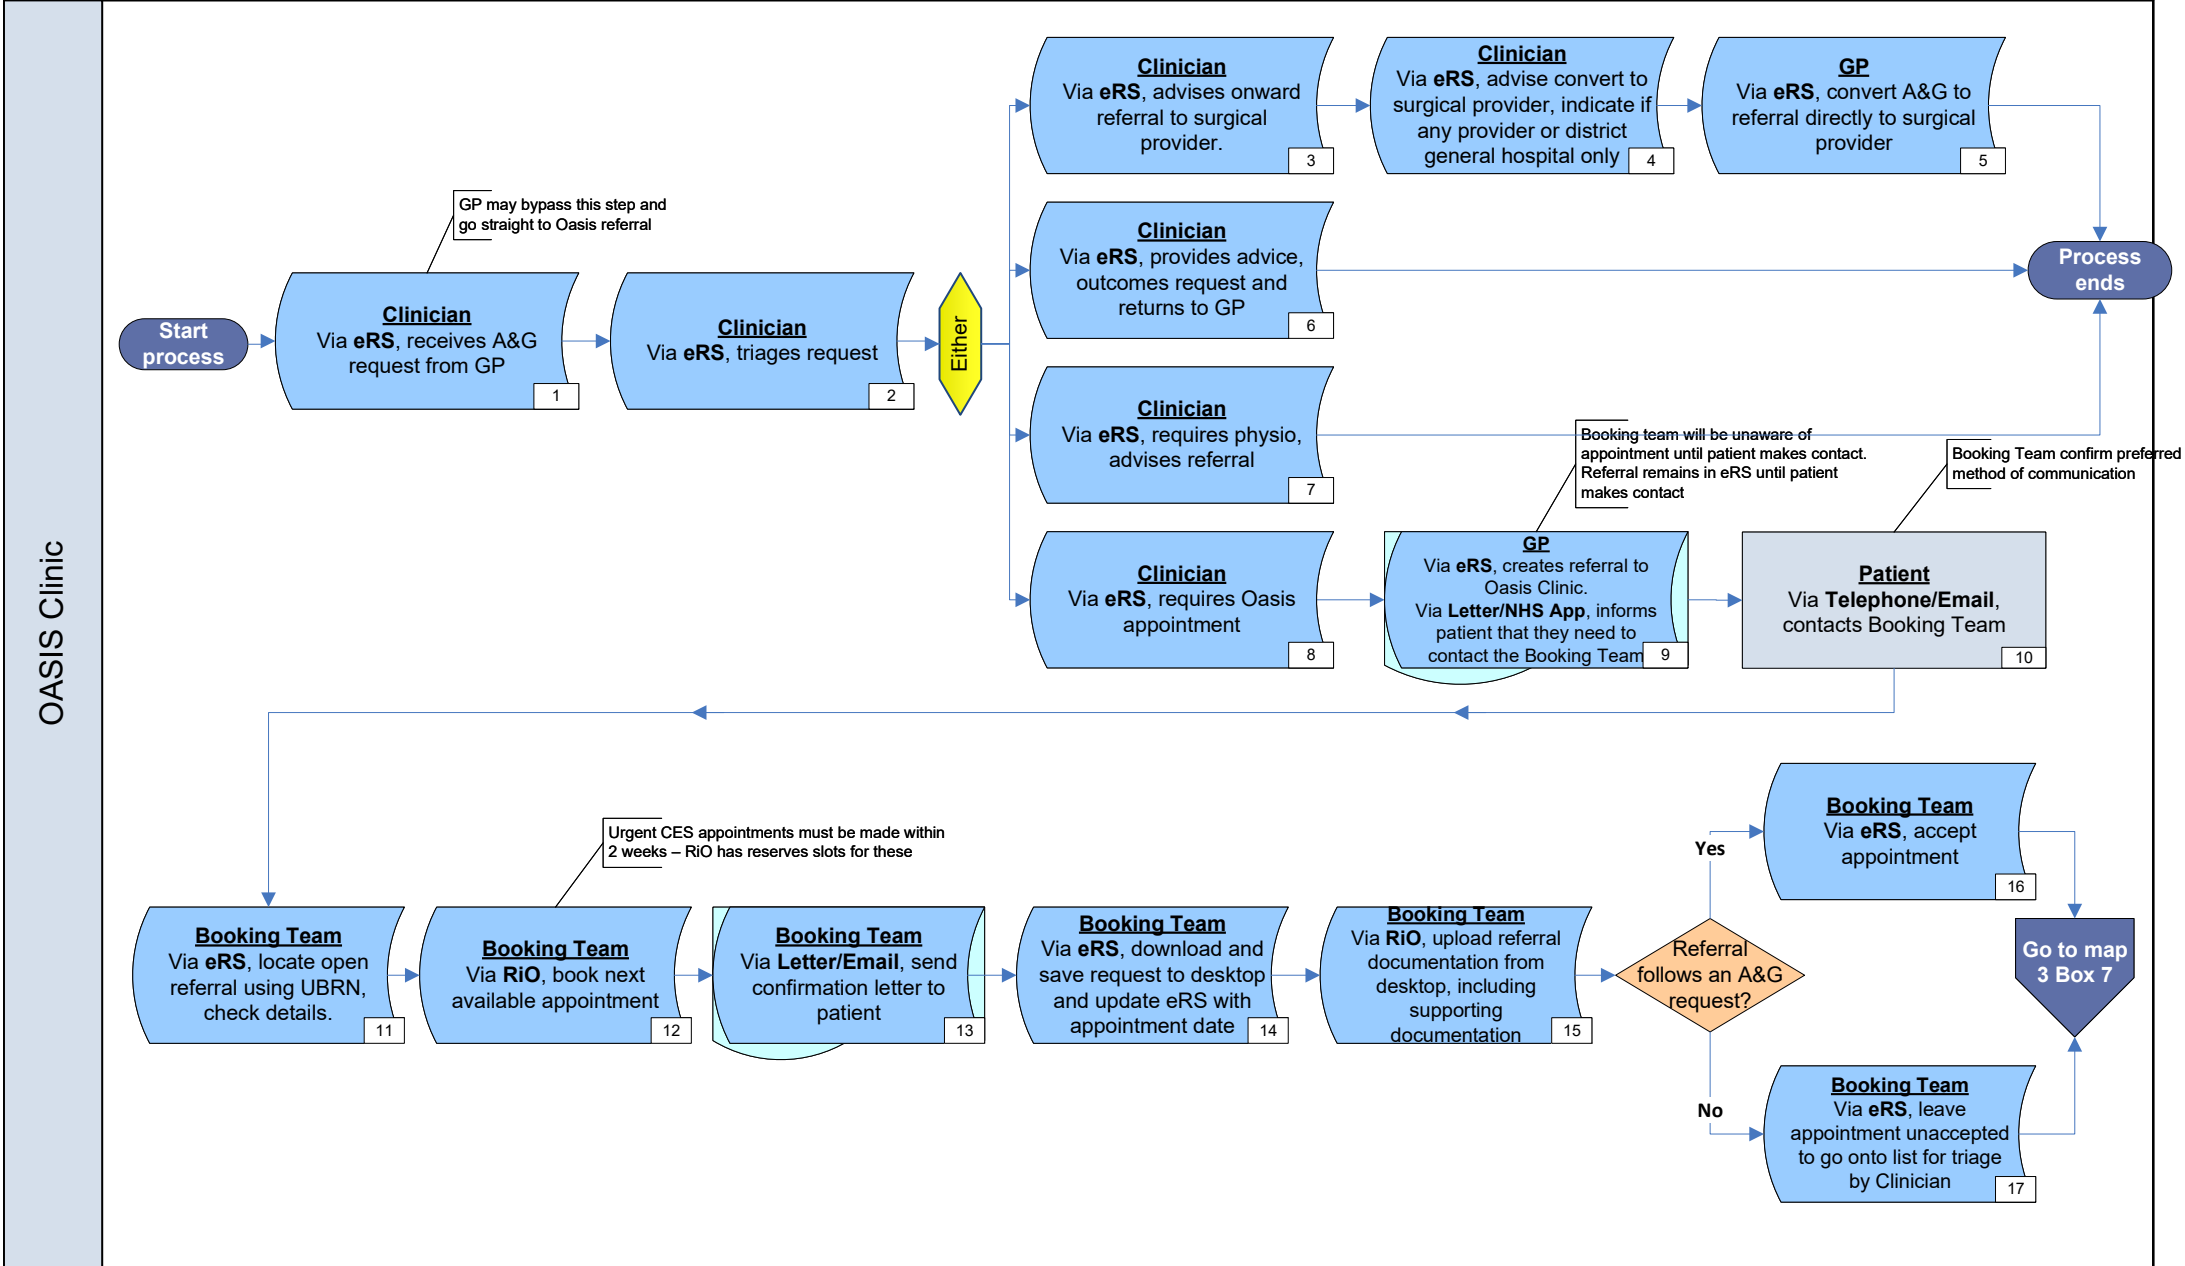 OASIS Clinic
Start
process
GP may bypass this step and
go straight to Oasis referral
Clinician
Via eRS, receives A&G
request from GP
1
Clinician
Via eRS, triages request
2
Either
Clinician
Via eRS, advises onward
referral to surgical
provider.
3
Clinician
Via eRS, advise convert to
surgical provider, indicate if
any provider or district
general hospital only
4
GP
Via eRS, convert A&G to
referral directly to surgical
provider
5
Clinician
Via eRS, provides advice,
outcomes request and
returns to GP
6
Process
ends
Clinician
Via eRS, requires physio,
advises referral
7
Booking team will be unaware of
appointment until patient makes contact.
Referral remains in eRS until patient
makes contact
Booking Team confirm preferred
method of communication
Clinician
Via eRS, requires Oasis
appointment
8
GP
Via eRS, creates referral to
Oasis Clinic.
Via Letter/NHS App, informs
patient that they need to
contact the Booking Team
9
Patient
Via Telephone/Email,
contacts Booking Team
10
Booking Team
Via eRS, locate open
referral using UBRN,
check details.
11
Urgent CES appointments must be made within
2 weeks – RiO has reserves slots for these
Booking Team
Via RiO, book next
available appointment
12
Booking Team
Via Letter/Email, send
confirmation letter to
patient
13
Booking Team
Via eRS, download and
save request to desktop
and update eRS with
appointment date
14
Booking Team
Via RiO, upload referral
documentation from
desktop, including
supporting
documentation
15
Referral
follows an A&G
request?
Yes
Booking Team
Via eRS, accept
appointment
16
No
Booking Team
Via eRS, leave
appointment unaccepted
to go onto list for triage
by Clinician
17
Go to map
3 Box 7